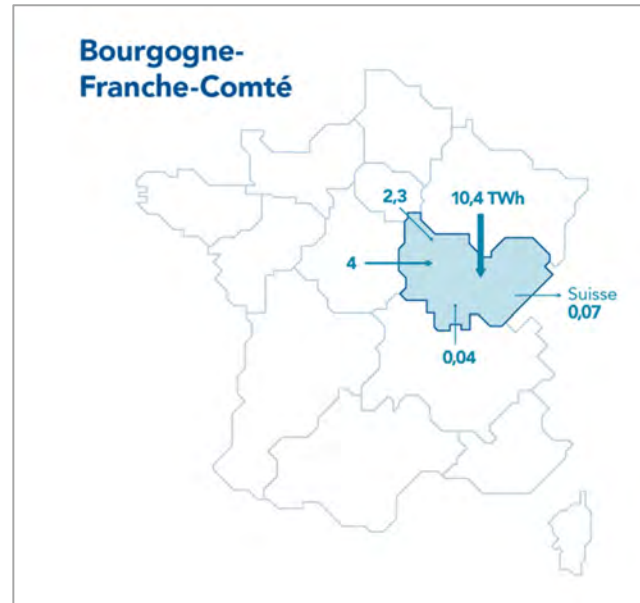 Bourgogne-
Franche-Comté
2,3
10,4 TWh
4
Suisse
0,07
0,04